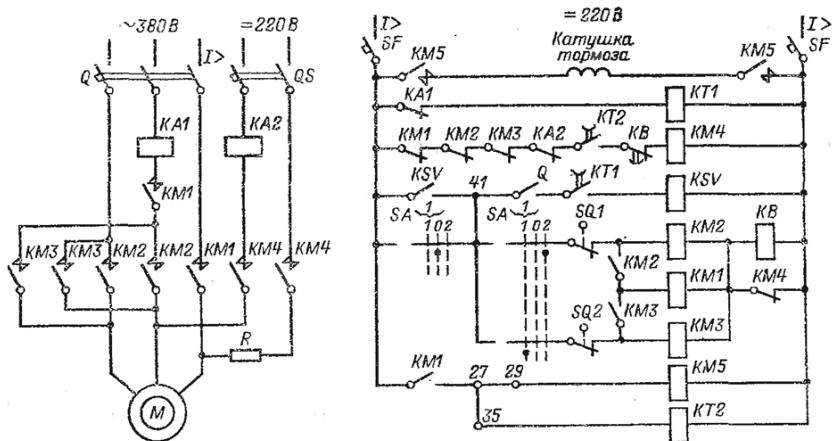 ~380В
=220В
I>
Q
QS
KA1
KA2
KM1
KM3
KM3
KM2
KM2
KM1
KM4
KM4
R
M
=220В
I>
SF
I>
SF
KM5
Катушка
тормоза
KM5
KA1
KT1
KM1
KM2
KM3
KA2
KT2
KB
KM4
KSV
41
Q
KT1
KSV
SA
1
1 0 2
SA
1
1 0 2
SQ1
KM2
KB
KM2
KM1
KM4
SQ2
KM3
KM3
KM1
27
29
KM5
35
KT2